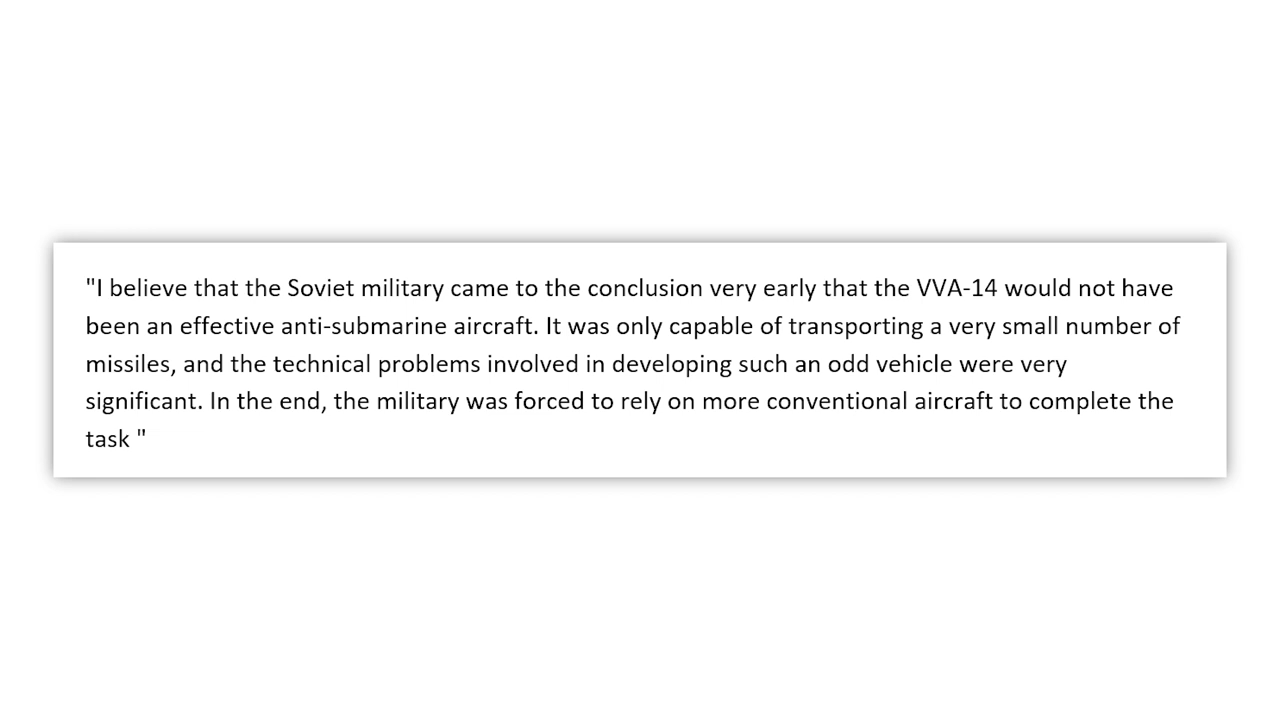 "I believe that the Soviet military came to the conclusion very early that the VVA-14 would not have
been an effective anti-submarine aircraft. It was only capable of transporting a very small number of
missiles, and the technical problems involved in developing such an odd vehicle were very
significant. In the end, the military was forced to rely on more conventional aircraft to complete the
task "